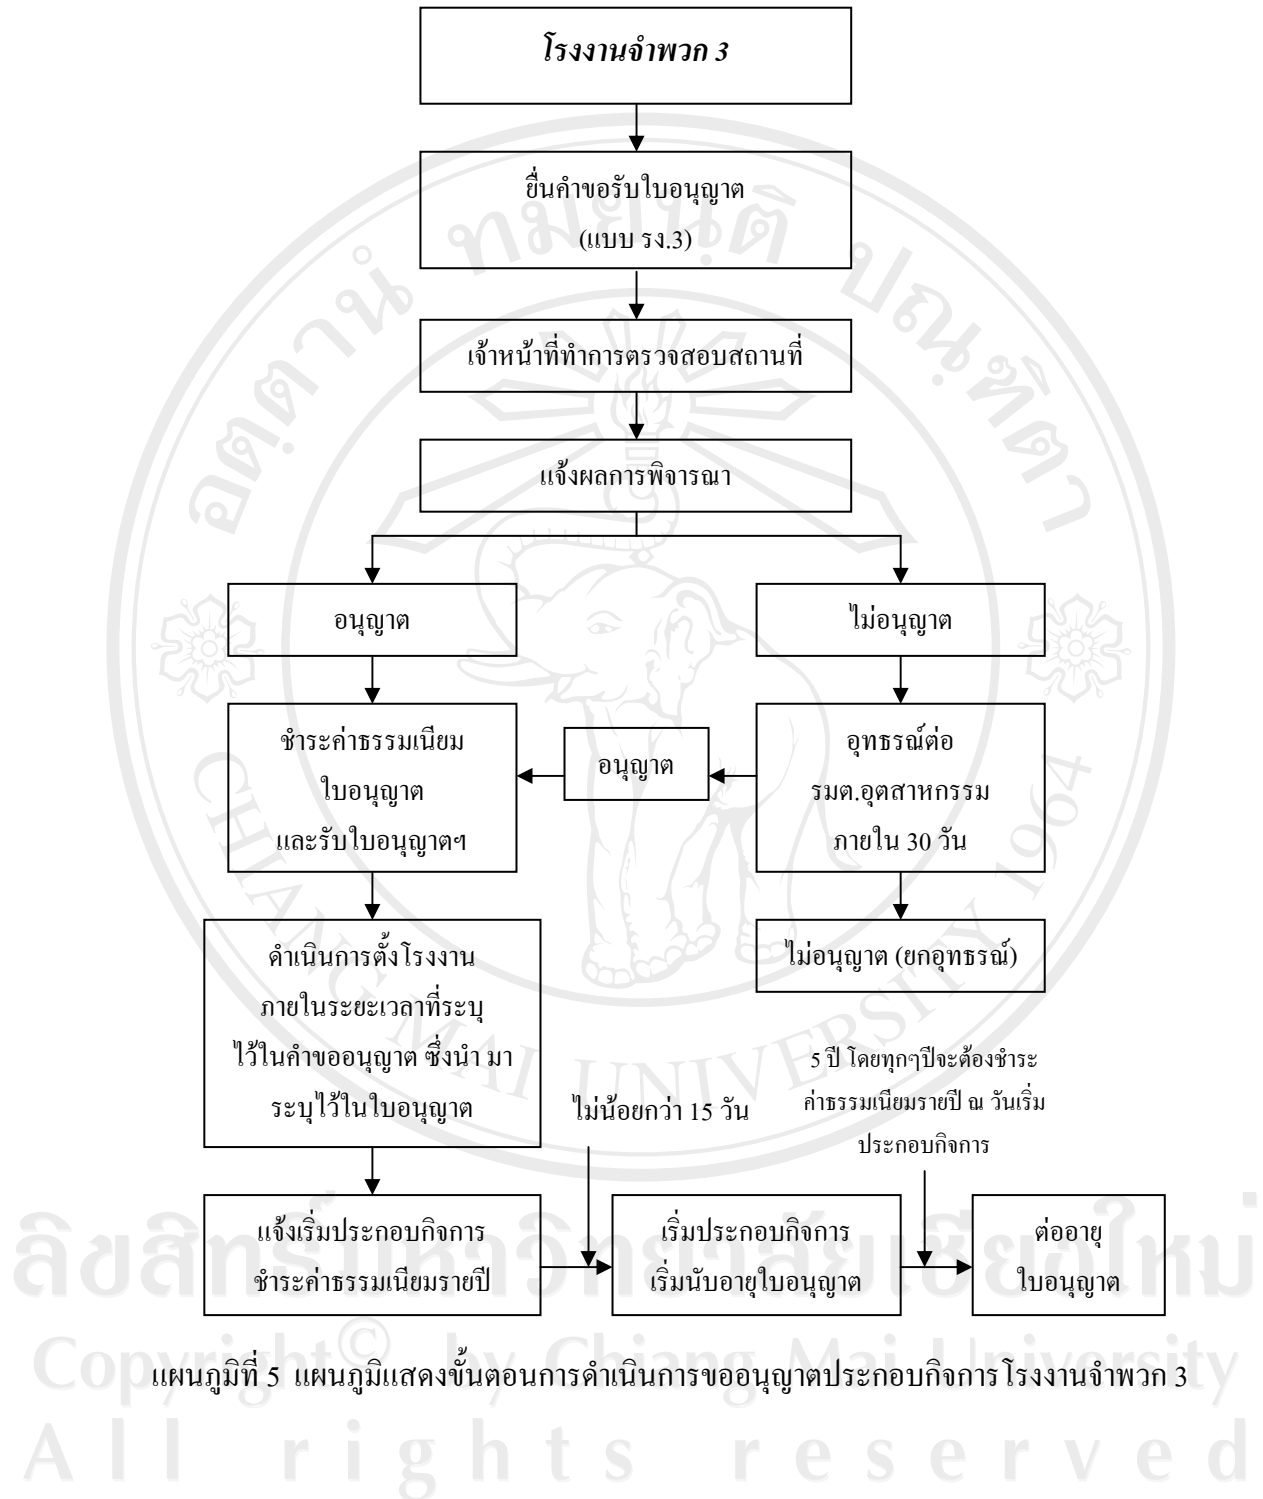 โรงงานจำพวก 3
ยื่นคำขอรับใบอนุญาต
(แบบ รง.3)
เจ้าหน้าที่ทำการตรวจสอบสถานที่
แจ้งผลการพิจารณา
อนุญาต
ไม่อนุญาต
ชำระค่าธรรมเนียม
ใบอนุญาต
และรับใบอนุญาตฯ
อนุญาต
อุทธรณ์ต่อ
รมต.อุตสาหกรรม
ภายใน 30 วัน
ดำเนินการตั้งโรงงาน
ภายในระยะเวลาที่ระบุ
ไว้ในคำขออนุญาต ซึ่งนำ มา
ระบุไว้ในใบอนุญาต
ไม่อนุญาต (ยกอุทธรณ์)
ไม่น้อยกว่า 15 วัน
5 ปี โดยทุกๆปีจะต้องชำระ
ค่าธรรมเนียมรายปี ณ วันเริ่ม
ประกอบกิจการ
แจ้งเริ่มประกอบกิจการ
ชำระค่าธรรมเนียมรายปี
เริ่มประกอบกิจการ
เริ่มนับอายุใบอนุญาต
ต่ออายุ
ใบอนุญาต
แผนภูมิที่ 5 แผนภูมิแสดงขั้นตอนการดำเนินการขออนุญาตประกอบกิจการโรงงานจำพวก 3
อตฺตานํ ทมยนฺติ ปณฺฑิตา
CHIANG MAI UNIVERSITY 1964
ลิขสิทธิ์มหาวิทยาลัยเชียงใหม่
Copyright © by Chiang Mai University
All rights reserved